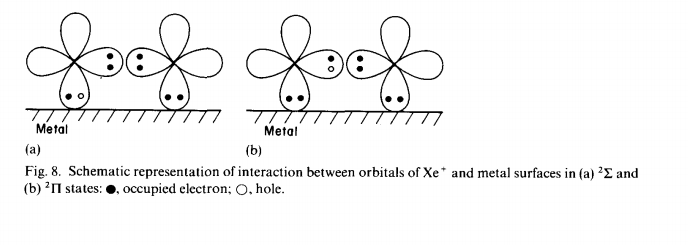 Metal
Metal
(a)
(b)
Fig. 8. Schematic representation of interaction between orbitals of Xe⁺ and metal surfaces in (a) ²Σ and
(b) ²Π states: ●, occupied electron; ○, hole.